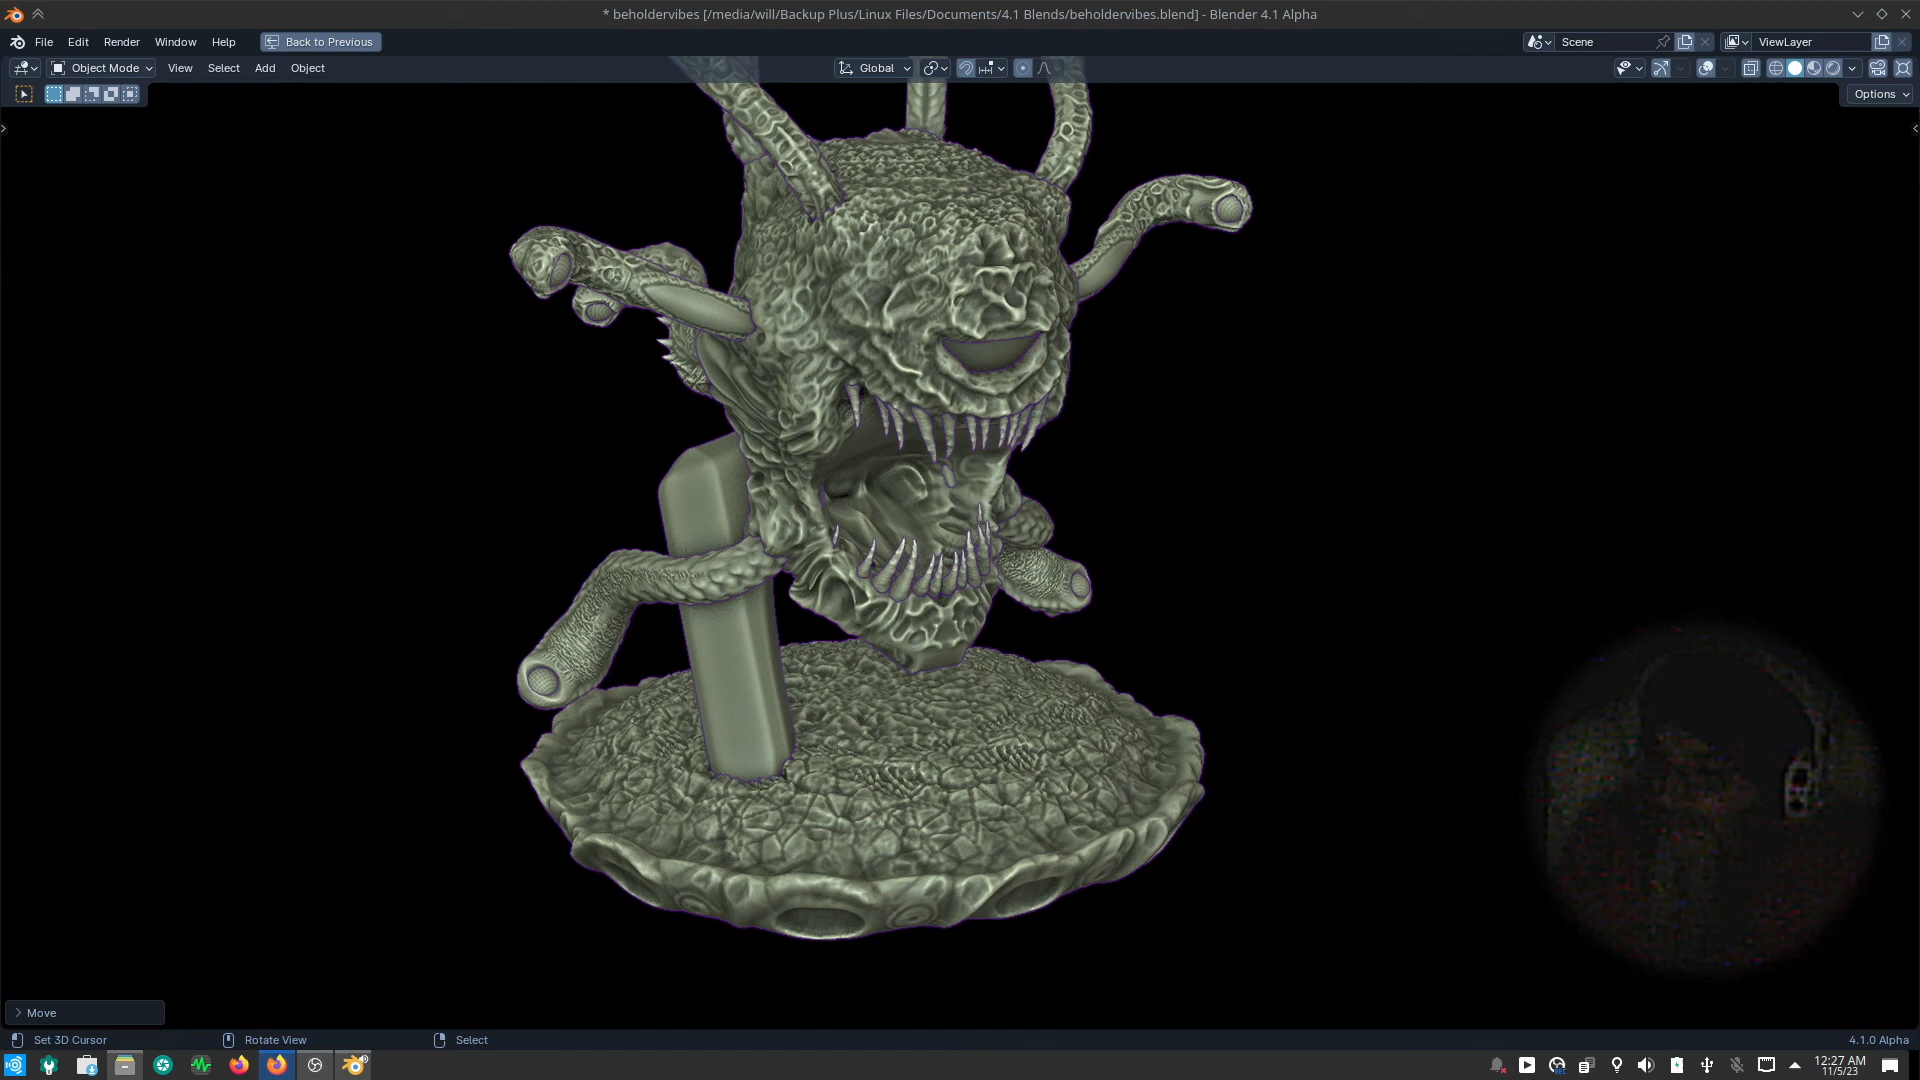 * beholdervibes [/media/will/Backup Plus/Linux Files/Documents/4.1 Blends/beholdervibes.blend] - Blender 4.1 Alpha
File Edit Render Window Help Back to Previous Scene ViewLayer
Object Mode View Select Add Object Global
Options
Move
Set 3D Cursor Rotate View Select 4.1.0 Alpha
12:27 AM
11/5/23